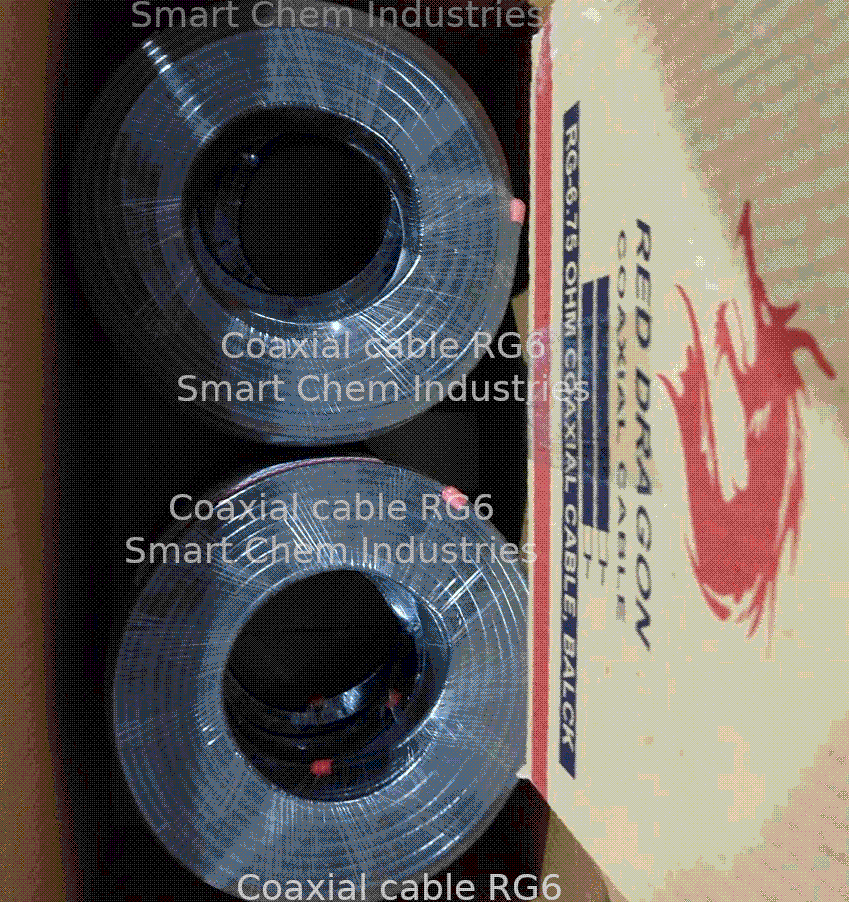 Smart Chem Industries
Coaxial cable RG6
Smart Chem Industries
Coaxial cable RG6
Smart Chem Industries
Coaxial cable RG6
RED DRAGON
COAXIAL CABLE
RG-6.75 OHM COAXIAL CABLE, BALCK